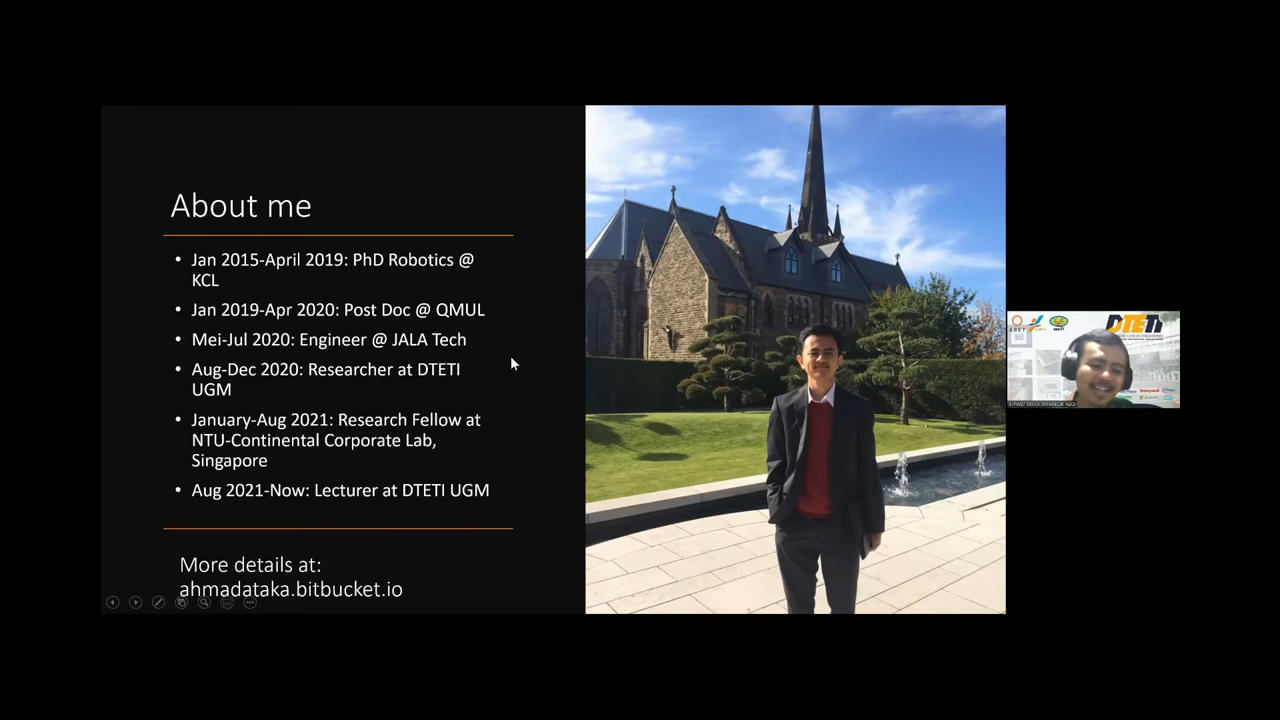 About me
• Jan 2015-April 2019: PhD Robotics @
KCL
• Jan 2019-Apr 2020: Post Doc @ QMUL
• Mei-Jul 2020: Engineer @ JALA Tech
• Aug-Dec 2020: Researcher at DTETI
UGM
• January-Aug 2021: Research Fellow at
NTU-Continental Corporate Lab,
Singapore
• Aug 2021-Now: Lecturer at DTETI UGM
More details at:
ahmadataka.bitbucket.io
ABET
DTETI